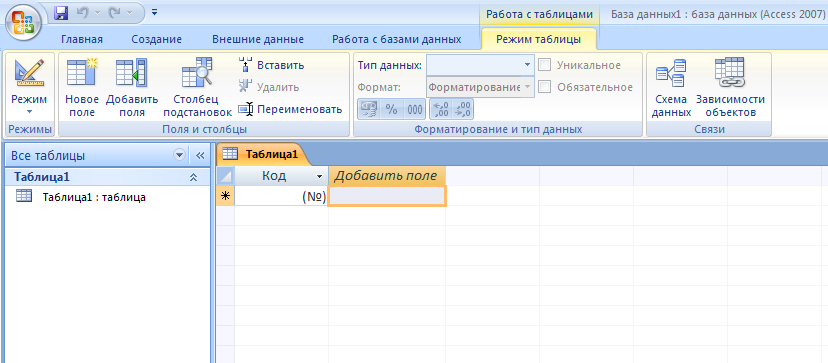 Работа с таблицами База данных1 : база данных (Access 2007)
Главная Создание Внешние данные Работа с базами данных Режим таблицы
Режим
Новое поле
Добавить поля
Столбец подстановок
Вставить
Удалить
Переименовать
Тип данных:
Формат: Форматирование
% 000
,00
,0
Уникальное
Обязательное
Схема данных
Зависимости объектов
Режимы Поля и столбцы Форматирование и тип данных Связи
Все таблицы
Таблица1
Таблица1 : таблица
Таблица1
Код Добавить поле
(№)